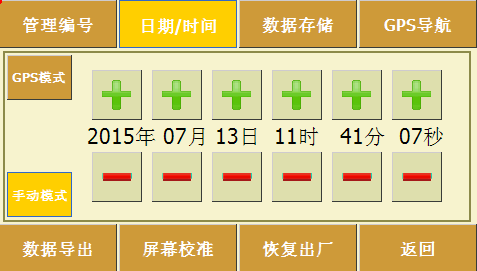 管理编号 日期/时间 数据存储 GPS导航
GPS模式
2015年 07月 13日 11时 41分 07秒
手动模式
数据导出 屏幕校准 恢复出厂 返回